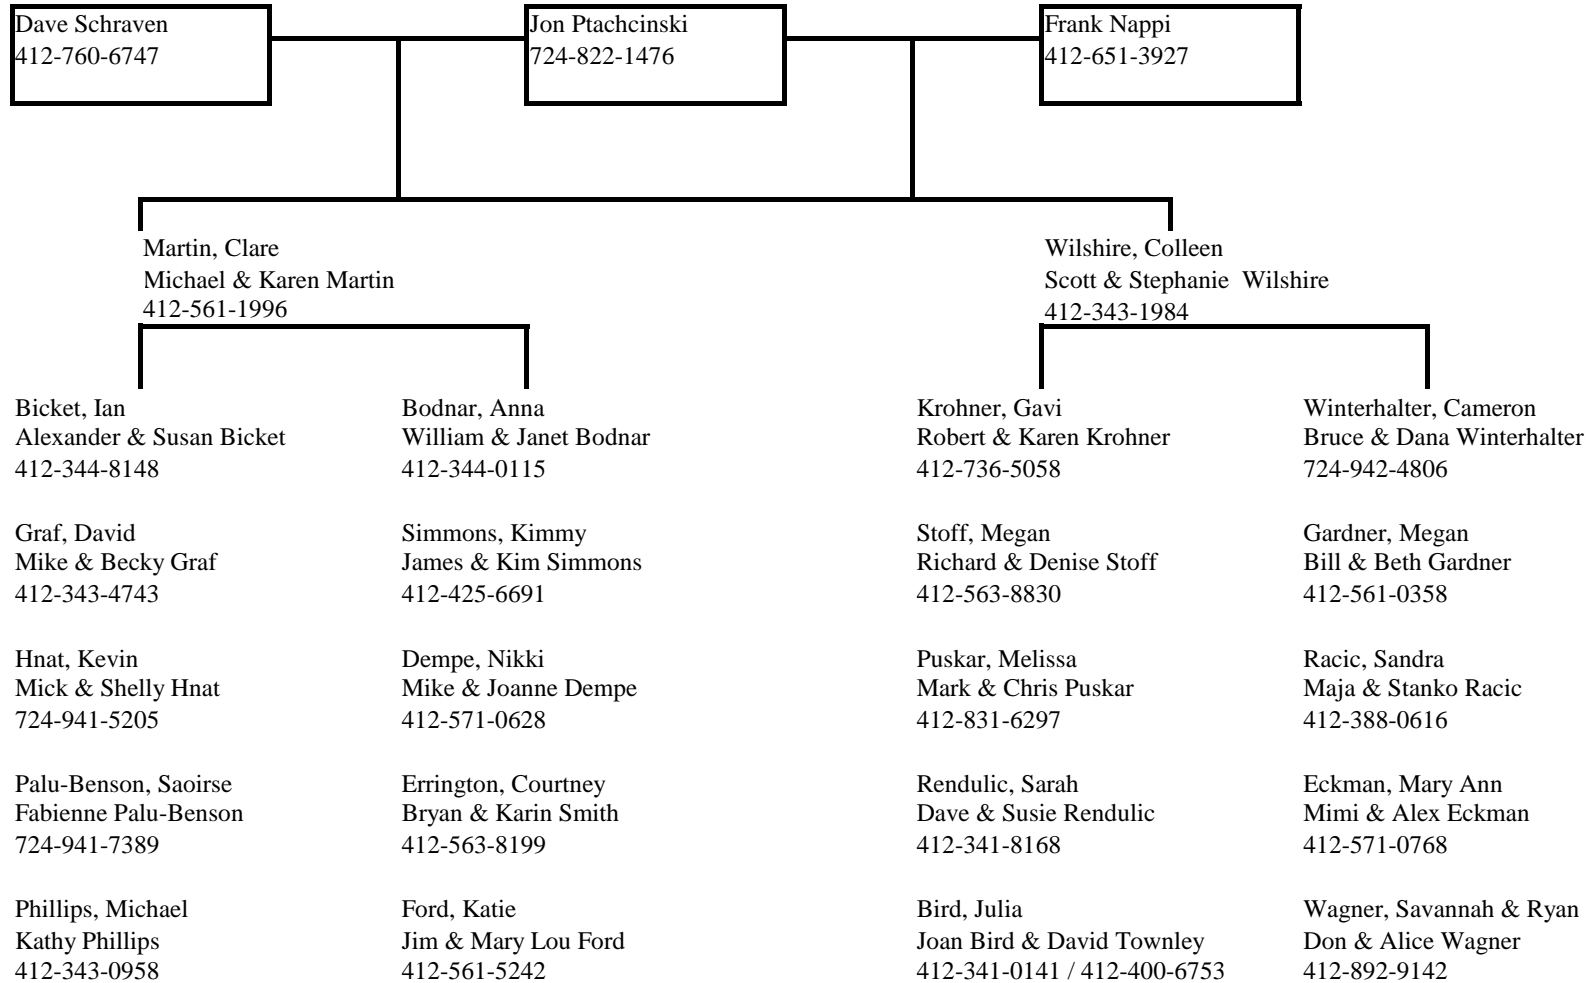 Dave Schraven
412-760-6747
Jon Ptachcinski
724-822-1476
Frank Nappi
412-651-3927
Martin, Clare
Michael & Karen Martin
412-561-1996
Wilshire, Colleen
Scott & Stephanie  Wilshire
412-343-1984
Bicket, Ian
Alexander & Susan Bicket
412-344-8148
Graf, David
Mike & Becky Graf
412-343-4743
Hnat, Kevin
Mick & Shelly Hnat
724-941-5205
Palu-Benson, Saoirse
Fabienne Palu-Benson
724-941-7389
Phillips, Michael
Kathy Phillips
412-343-0958
Bodnar, Anna
William & Janet Bodnar
412-344-0115
Simmons, Kimmy
James & Kim Simmons
412-425-6691
Dempe, Nikki
Mike & Joanne Dempe
412-571-0628
Errington, Courtney
Bryan & Karin Smith
412-563-8199
Ford, Katie
Jim & Mary Lou Ford
412-561-5242
Krohner, Gavi
Robert & Karen Krohner
412-736-5058
Stoff, Megan
Richard & Denise Stoff
412-563-8830
Puskar, Melissa
Mark & Chris Puskar
412-831-6297
Rendulic, Sarah
Dave & Susie Rendulic
412-341-8168
Bird, Julia
Joan Bird & David Townley
412-341-0141 / 412-400-6753
Winterhalter, Cameron
Bruce & Dana Winterhalter
724-942-4806
Gardner, Megan
Bill & Beth Gardner
412-561-0358
Racic, Sandra
Maja & Stanko Racic
412-388-0616
Eckman, Mary Ann
Mimi & Alex Eckman
412-571-0768
Wagner, Savannah & Ryan
Don & Alice Wagner
412-892-9142